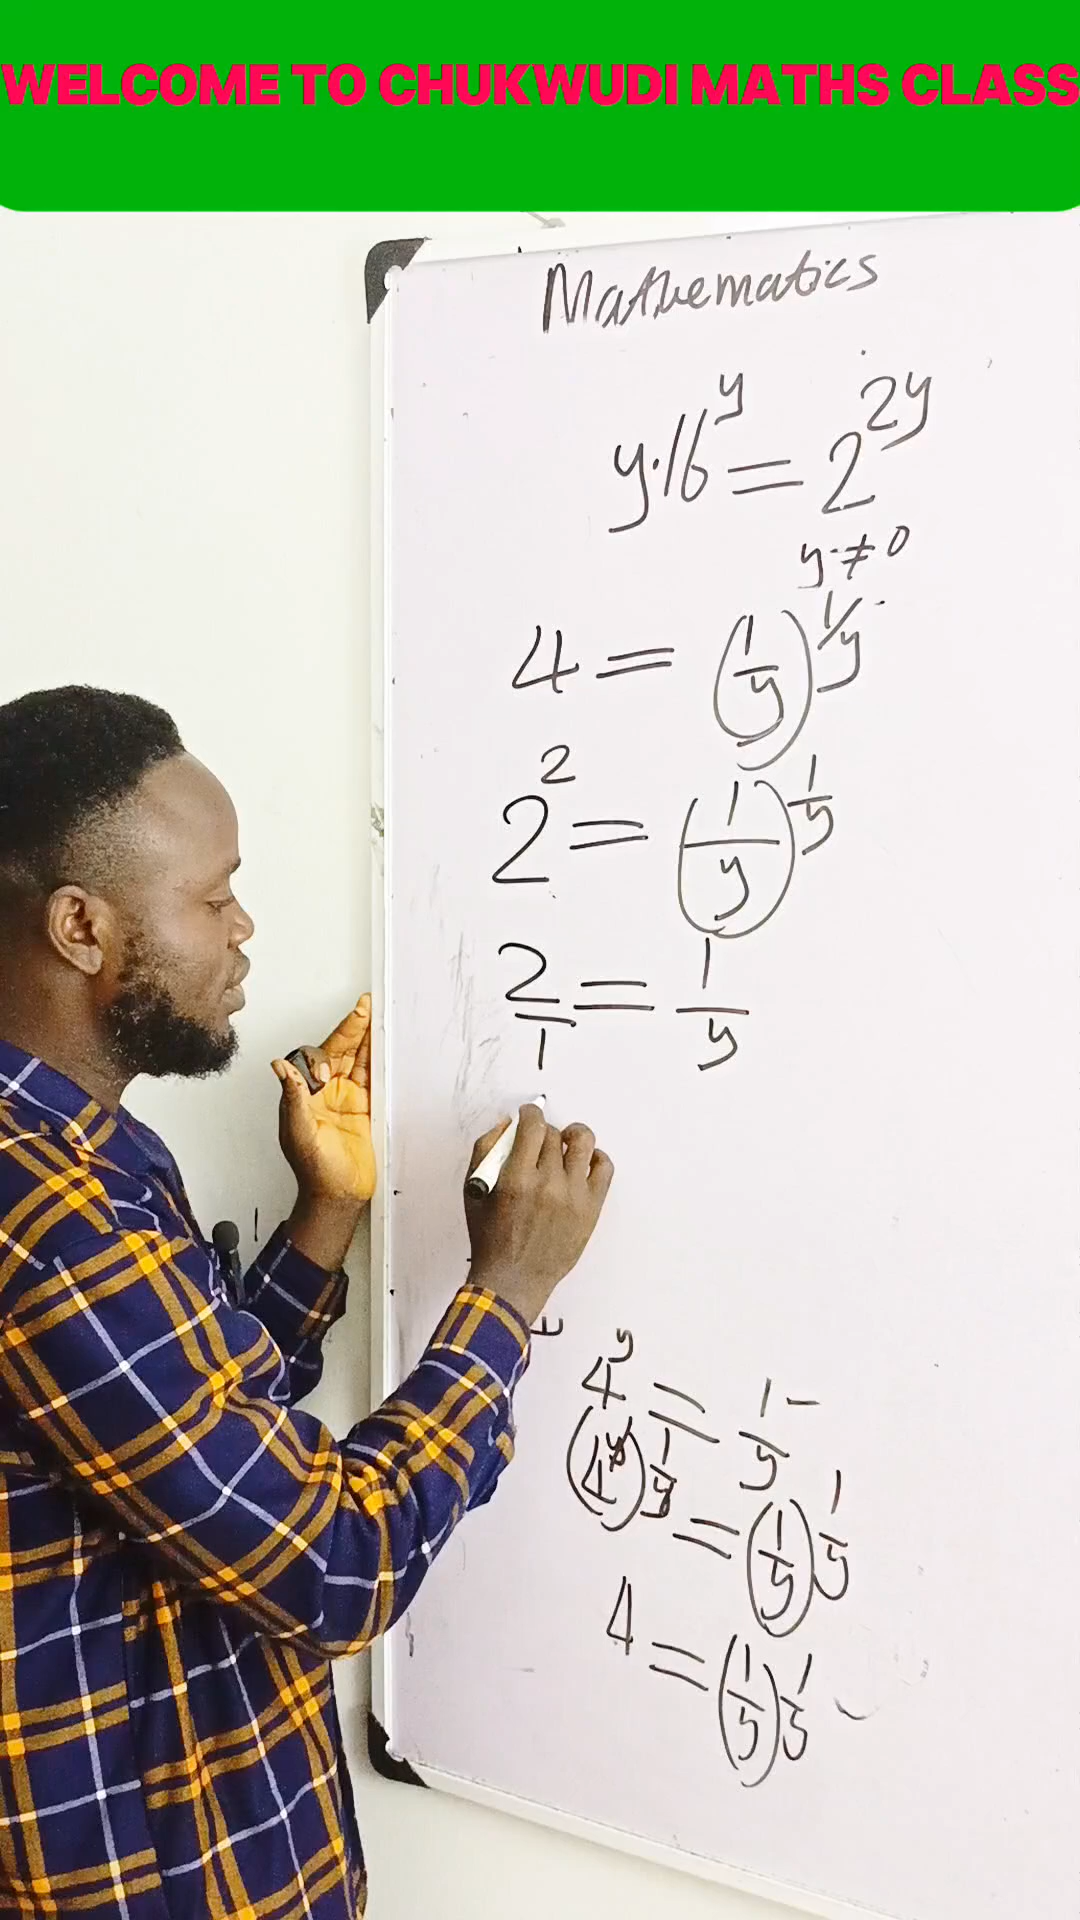 WELCOME TO CHUKWUDI MATHS CLASS
Mathematics
y·16^y = 2^2y
y ≠ 0
4 = (1/y)^1/y
2^2 = (1/y)^1/y
2/1 = 1/y
4^y = 1/y
(4^y)^1/y = (1/y)^1/y
4 = (1/y)^1/y